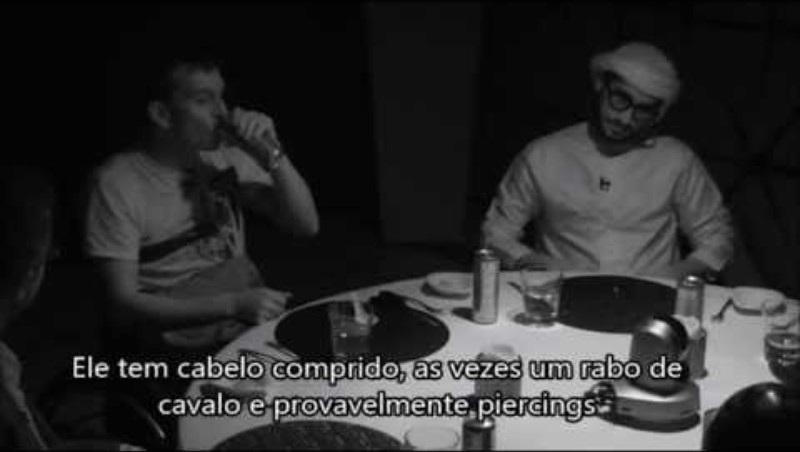 Ele tem cabelo comprido, as vezes um rabo de
cavalo e provavelmente piercings